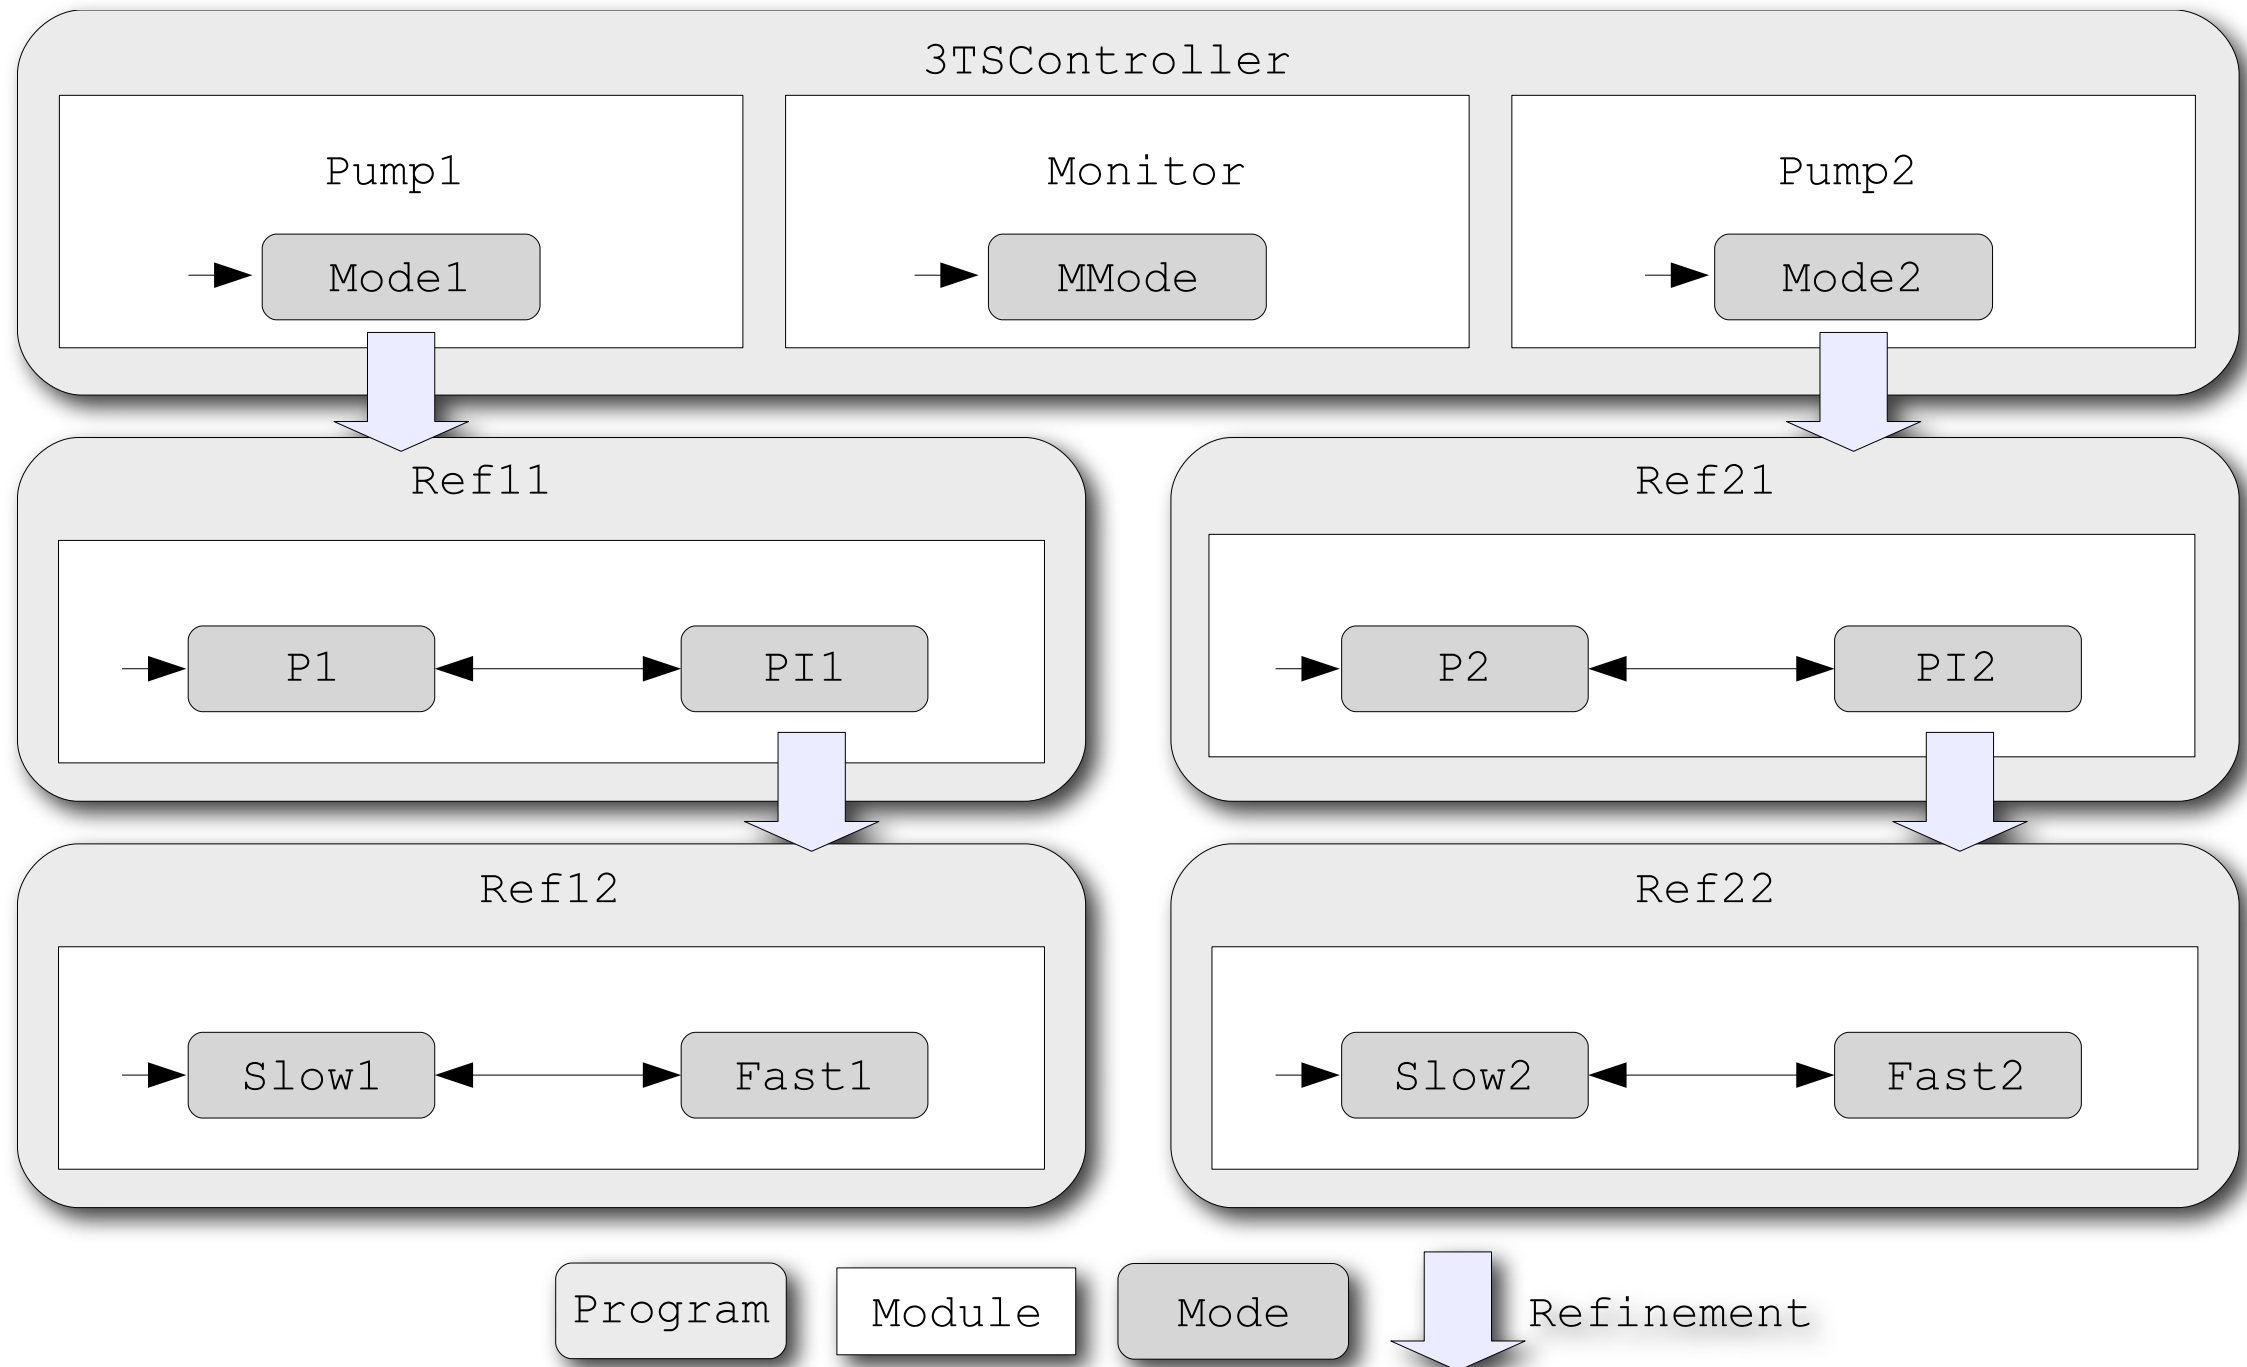 3TSController
Pump1
Monitor
Pump2
Mode1
MMode
Mode2
Ref11
Ref21
P1
PI1
P2
PI2
Ref12
Ref22
Slow1
Fast1
Slow2
Fast2
Program
Module
Mode
Refinement